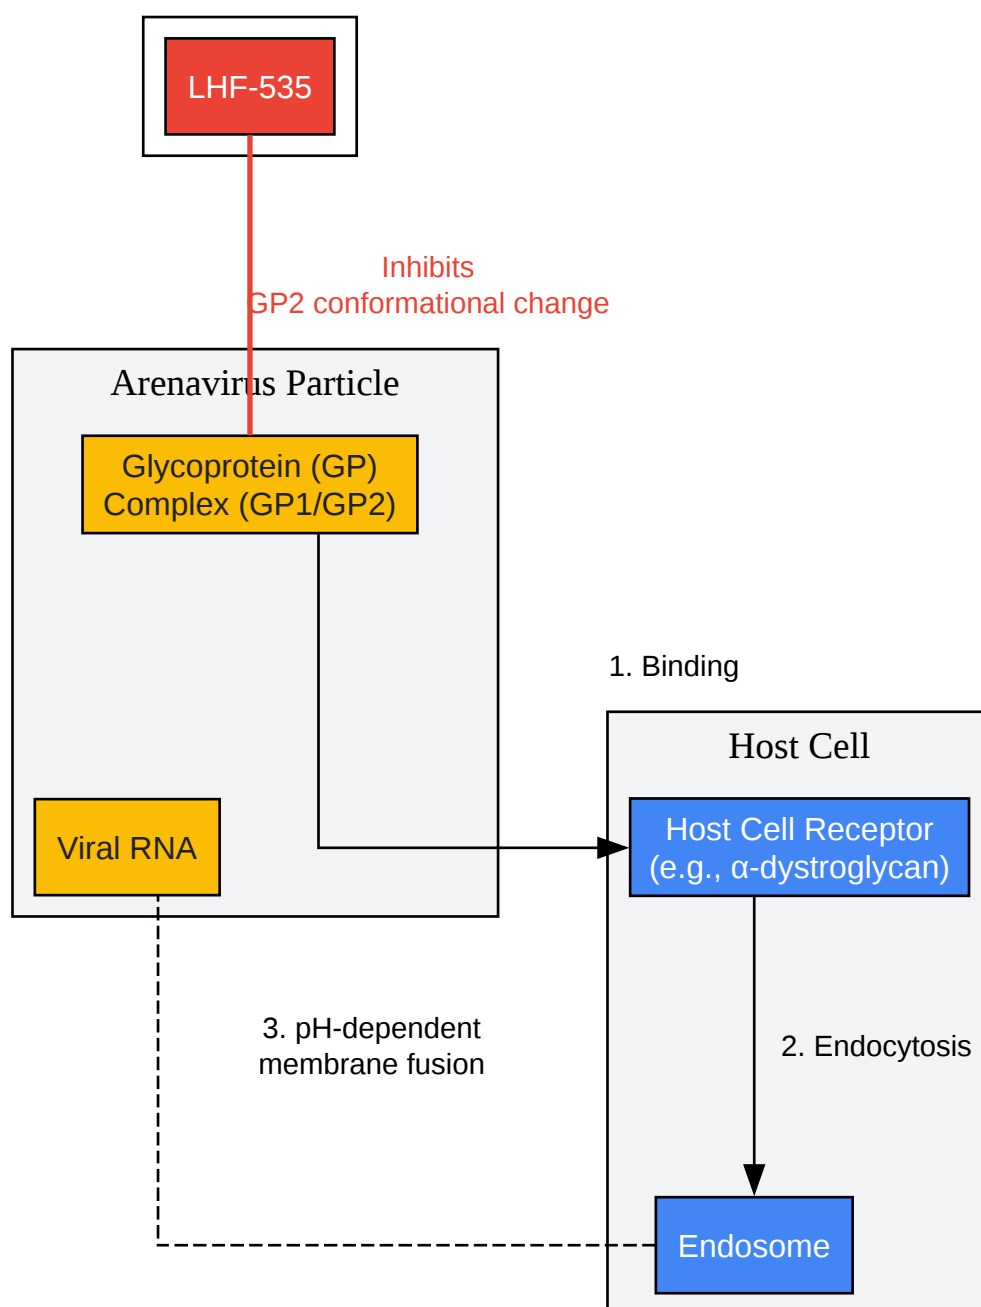 LHF-535
Inhibits
GP2 conformational change
Arenavirus Particle
Glycoprotein (GP)
Complex (GP1/GP2)
1. Binding
Host Cell
Host Cell Receptor
(e.g., α-dystroglycan)
Viral RNA
3. pH-dependent
membrane fusion
2. Endocytosis
Endosome